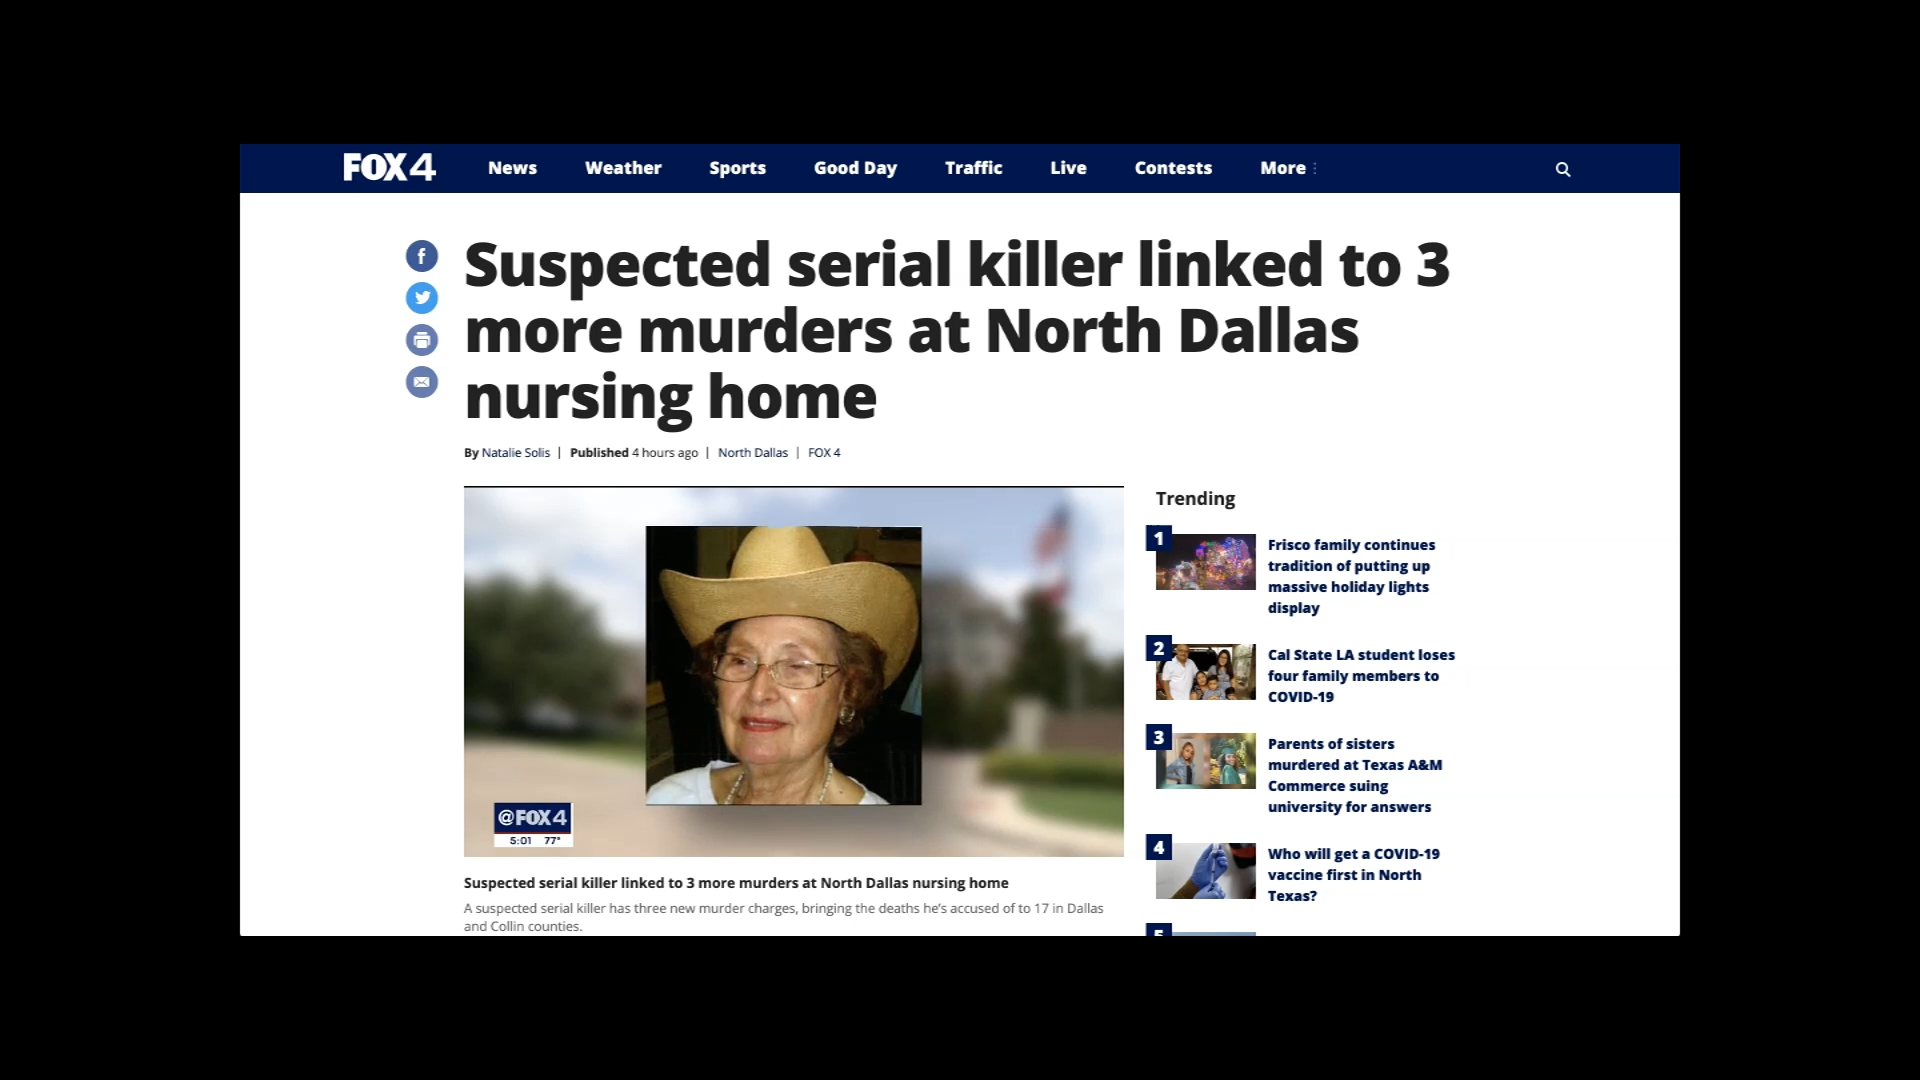 FOX 4 News Weather Sports Good Day Traffic Live Contests More
Suspected serial killer linked to 3
more murders at North Dallas
nursing home
By Natalie Solis | Published 4 hours ago | North Dallas | FOX 4
@FOX 4
5:01 77°
Suspected serial killer linked to 3 more murders at North Dallas nursing home
A suspected serial killer has three new murder charges, bringing the deaths he's accused of to 17 in Dallas
and Collin counties.
Trending
1
Frisco family continues
tradition of putting up
massive holiday lights
display
2
Cal State LA student loses
four family members to
COVID-19
3
Parents of sisters
murdered at Texas A&M
Commerce suing
university for answers
4
Who will get a COVID-19
vaccine first in North
Texas?
5